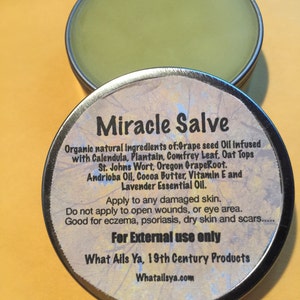 Miracle Salve
Organic natural ingredients of:Grape seed Oil Infused
with Calendula, Plantain, Comfrey Leaf, Oat Tops
St. Johns Wort, Oregon GrapeRoot,
Andrioba Oil, Cocoa Butter, Vitamin E and
Lavender Essential Oil.
Apply to any damaged skin.
Do not apply to open wounds, or eye area.
Good for eczema, psoriasis, dry skin and scars.....
For External use only
What Ails Ya, 19th Century Products
Whatailsya.com